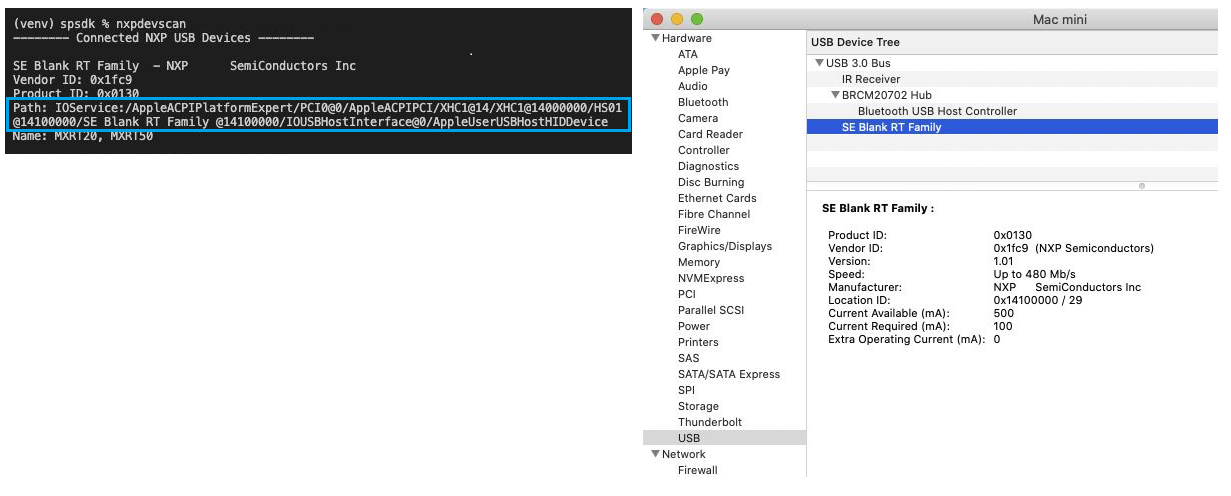 (venv) spsdk % nxpdevscan
-------- Connected NXP USB Devices --------
SE Blank RT Family  - NXP      SemiConductors Inc
Vendor ID: 0x1fc9
Product ID: 0x0130
Path: IOService:/AppleACPIPlatformExpert/PCI0@0/AppleACPIPCI/XHC1@14/XHC1@14000000/HS01
@14100000/SE Blank RT Family @14100000/IOUSBHostInterface@0/AppleUserUSBHostHIDDevice
Name: MXRT20, MXRT50
Mac mini
Hardware
ATA
Apple Pay
Audio
Bluetooth
Camera
Card Reader
Controller
Diagnostics
Disc Burning
Ethernet Cards
Fibre Channel
FireWire
Graphics/Displays
Memory
NVMExpress
PCI
Parallel SCSI
Power
Printers
SAS
SATA/SATA Express
SPI
Storage
Thunderbolt
USB
Network
Firewall
USB Device Tree
USB 3.0 Bus
IR Receiver
BRCM20702 Hub
Bluetooth USB Host Controller
SE Blank RT Family
SE Blank RT Family :
Product ID: 0x0130
Vendor ID: 0x1fc9  (NXP Semiconductors)
Version: 1.01
Speed: Up to 480 Mb/s
Manufacturer: NXP      SemiConductors Inc
Location ID: 0x14100000 / 29
Current Available (mA): 500
Current Required (mA): 100
Extra Operating Current (mA): 0